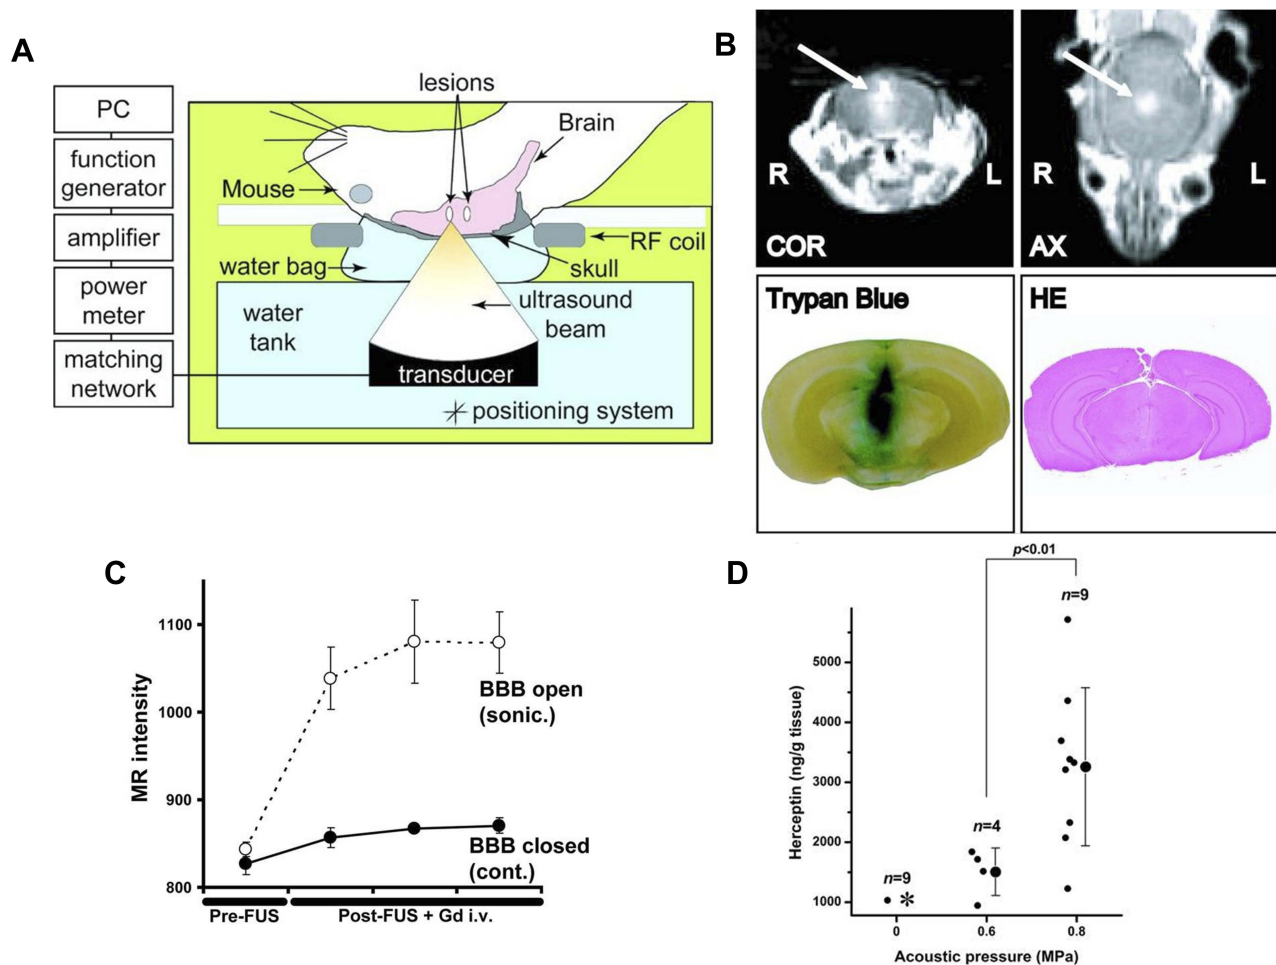 A
PC
function
generator
amplifier
power
meter
matching
network
lesions
Brain
Mouse
RF coil
water bag
skull
water
tank
ultrasound
beam
transducer
positioning system
B
R
L
COR
R
L
AX
Trypan Blue
HE
C
MR intensity
1100
1000
900
800
BBB open
(sonic.)
BBB closed
(cont.)
Pre-FUS
Post-FUS + Gd i.v.
D
p<0.01
n=9
n=4
n=9
*
Herceptin (ng/g tissue)
5000
4000
3000
2000
1000
0
0.6
0.8
Acoustic pressure (MPa)